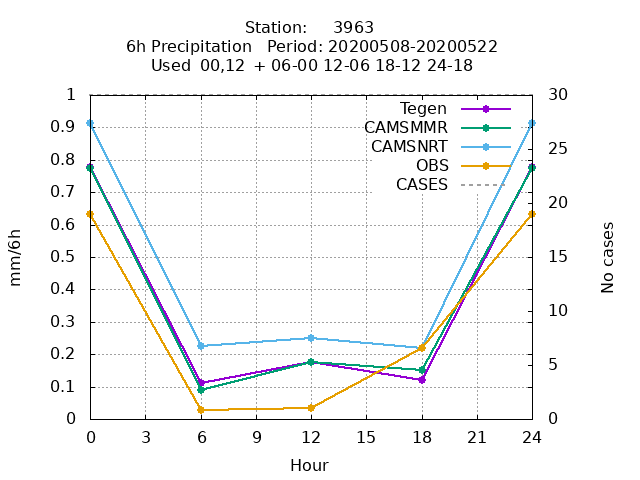 Station:     3963
6h Precipitation   Period: 20200508-20200522
Used  00,12  + 06-00 12-06 18-12 24-18
1
0.9
0.8
0.7
0.6
0.5
0.4
0.3
0.2
0.1
0
mm/6h
30
25
20
15
10
5
0
No cases
Tegen
CAMSMMR
CAMSNRT
OBS
CASES
0 3 6 9 12 15 18 21 24
Hour